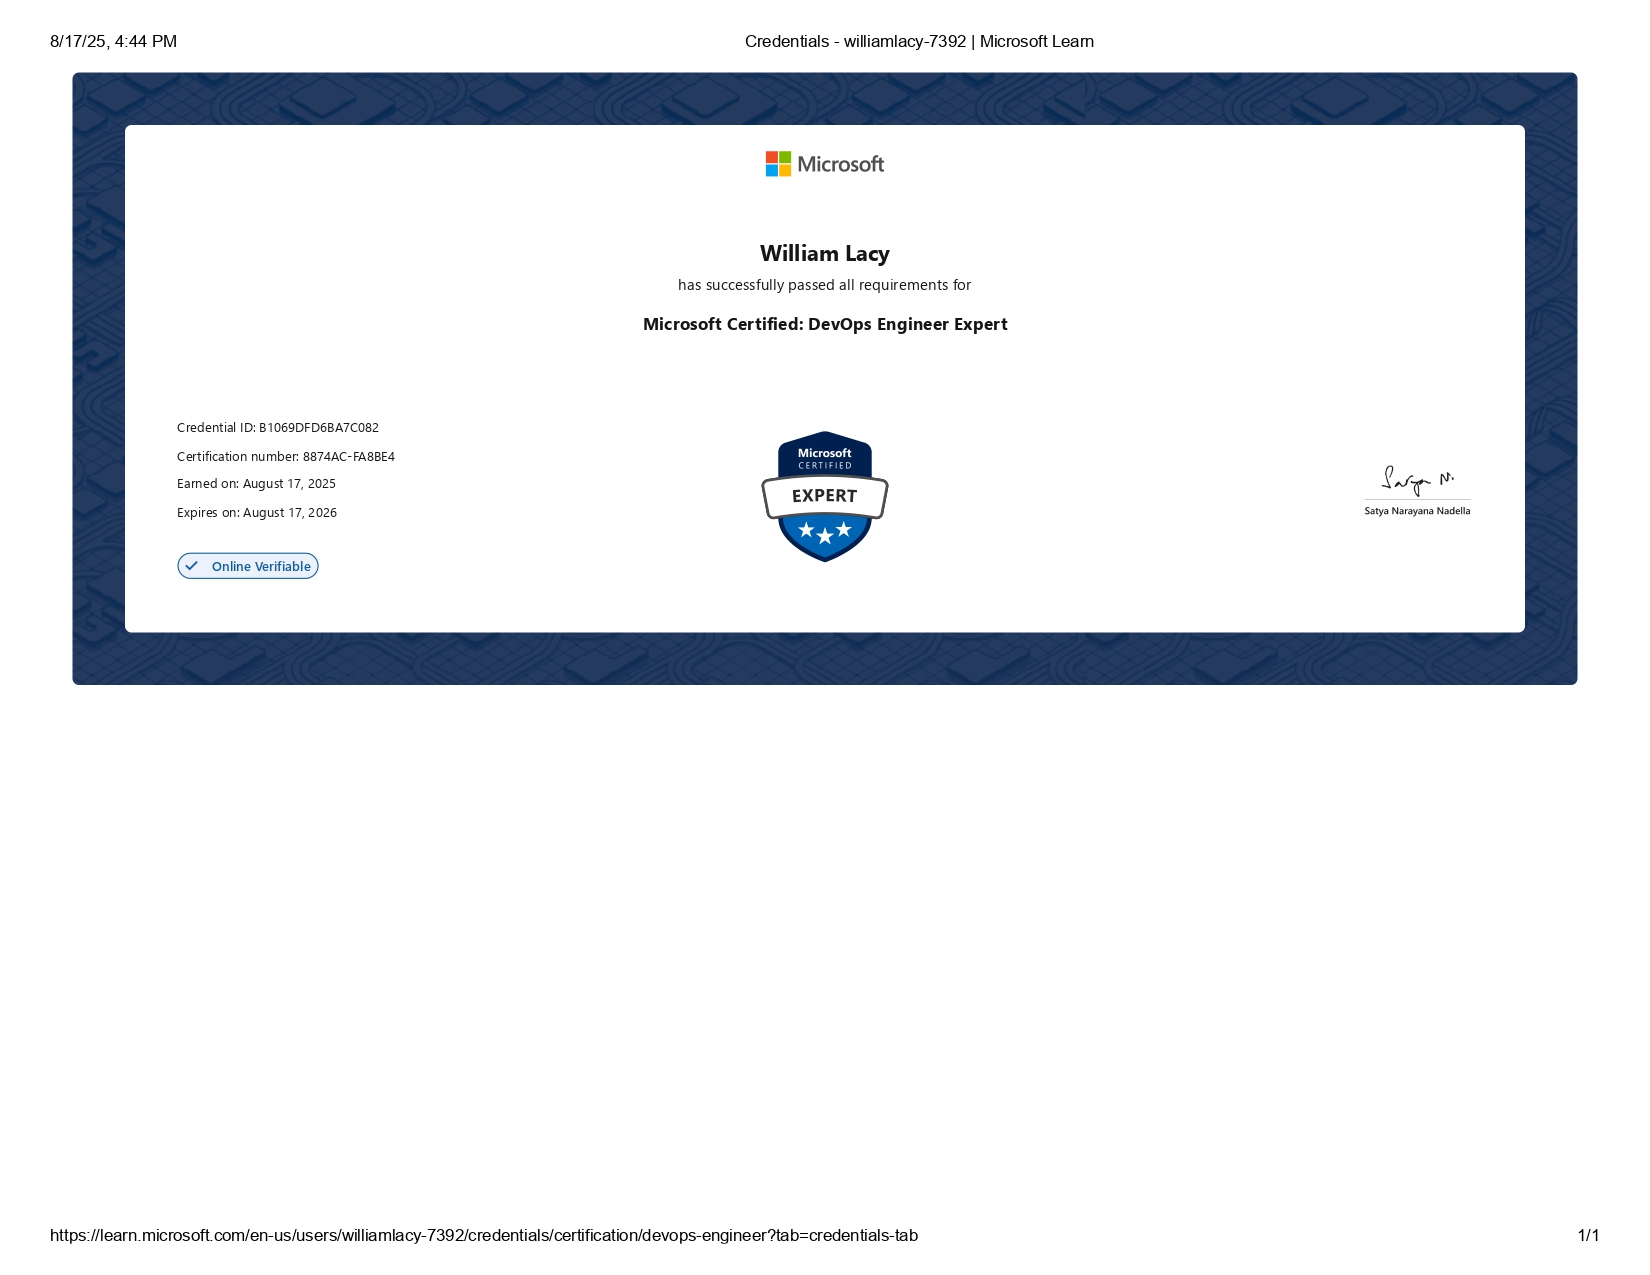 8/17/25, 4:44 PM
Credentials - williamlacy-7392 | Microsoft Learn
Microsoft
William Lacy
has successfully passed all requirements for
Microsoft Certified: DevOps Engineer Expert
Credential ID: B1069DFD6BA7C082
Certification number: 8874AC-FA8BE4
Earned on: August 17, 2025
Expires on: August 17, 2026
Online Verifiable
Microsoft
CERTIFIED
EXPERT
Satya N.
Satya Narayana Nadella
https://learn.microsoft.com/en-us/users/williamlacy-7392/credentials/certification/devops-engineer?tab=credentials-tab
1/1